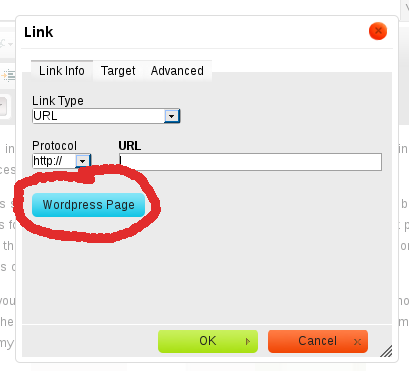 Link
Link Info Target Advanced
Link Type
URL
Protocol URL
http://
Wordpress Page
OK Cancel